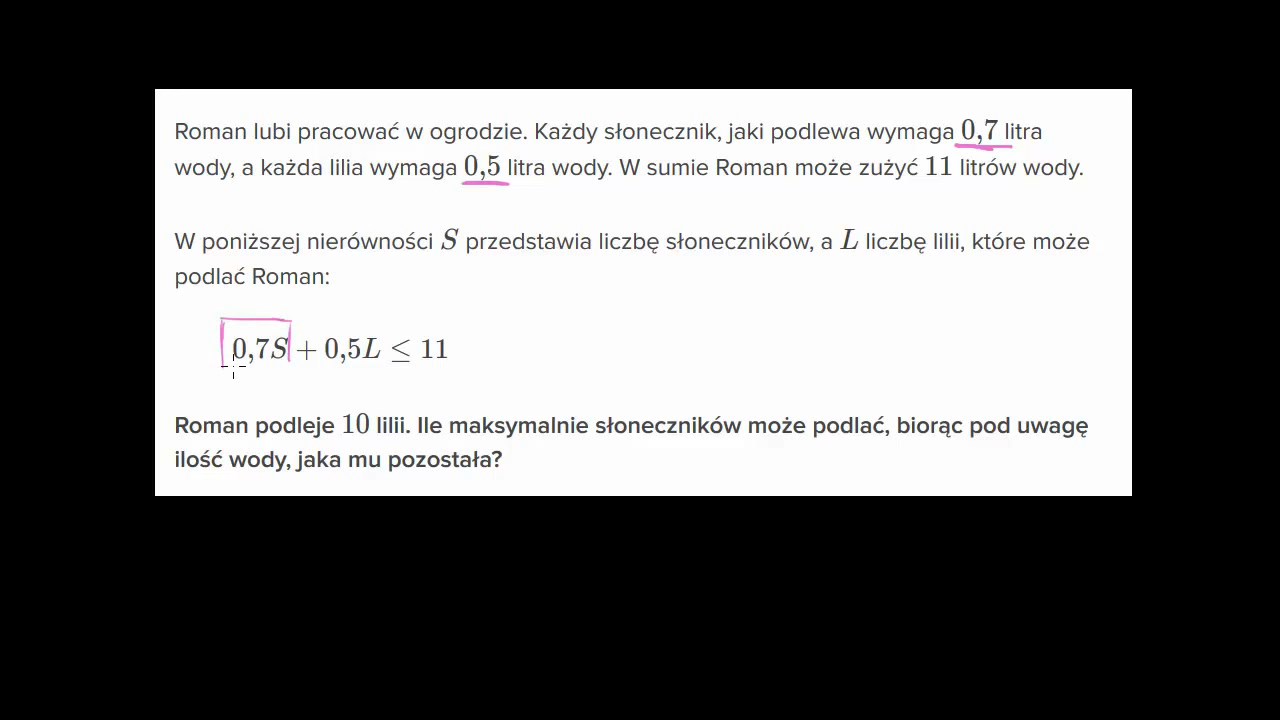 Roman lubi pracować w ogrodzie. Każdy słonecznik, jaki podlewa wymaga 0,7 litra
wody, a każda lilia wymaga 0,5 litra wody. W sumie Roman może zużyć 11 litrów wody.
W poniższej nierówności S przedstawia liczbę słoneczników, a L liczbę lilii, które może
podlać Roman:
0,7S + 0,5L ≤ 11
Roman podleje 10 lilii. Ile maksymalnie słoneczników może podlać, biorąc pod uwagę
ilość wody, jaka mu pozostała?